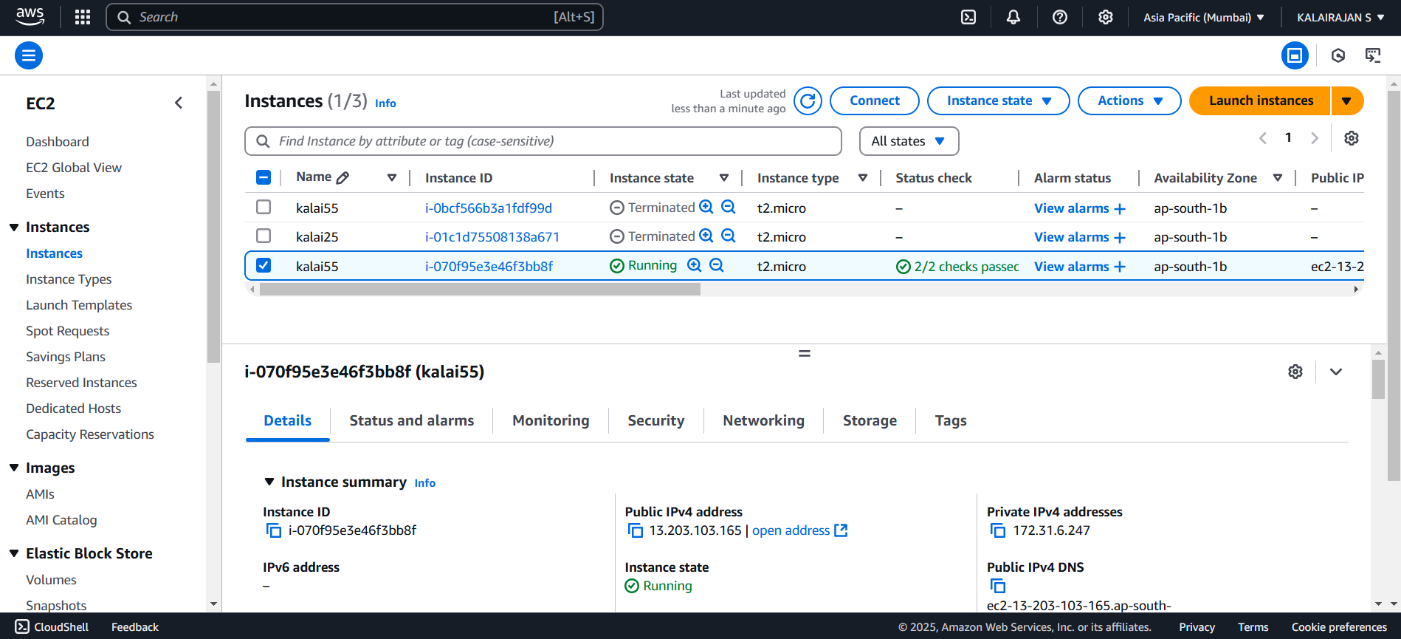 aws
Search [Alt+S]
Asia Pacific (Mumbai) KALAIRAJAN S
EC2
Dashboard
EC2 Global View
Events
Instances
Instances
Instance Types
Launch Templates
Spot Requests
Savings Plans
Reserved Instances
Dedicated Hosts
Capacity Reservations
Images
AMIs
AMI Catalog
Elastic Block Store
Volumes
Snapshots
Instances (1/3) Info
Last updated
less than a minute ago
Connect Instance state Actions Launch instances
Find Instance by attribute or tag (case-sensitive) All states 1
Name Instance ID Instance state Instance type Status check Alarm status Availability Zone Public IP
kalai55 i-0bcf566b3a1fdf99d Terminated t2.micro – View alarms + ap-south-1b –
kalai25 i-01c1d75508138a671 Terminated t2.micro – View alarms + ap-south-1b –
kalai55 i-070f95e3e46f3bb8f Running t2.micro 2/2 checks passec View alarms + ap-south-1b ec2-13-2
i-070f95e3e46f3bb8f (kalai55)
Details Status and alarms Monitoring Security Networking Storage Tags
Instance summary Info
Instance ID
i-070f95e3e46f3bb8f
Public IPv4 address
13.203.103.165 | open address
Private IPv4 addresses
172.31.6.247
IPv6 address
–
Instance state
Running
Public IPv4 DNS
ec2-13-203-103-165.ap-south-
CloudShell Feedback © 2025, Amazon Web Services, Inc. or its affiliates. Privacy Terms Cookie preferences